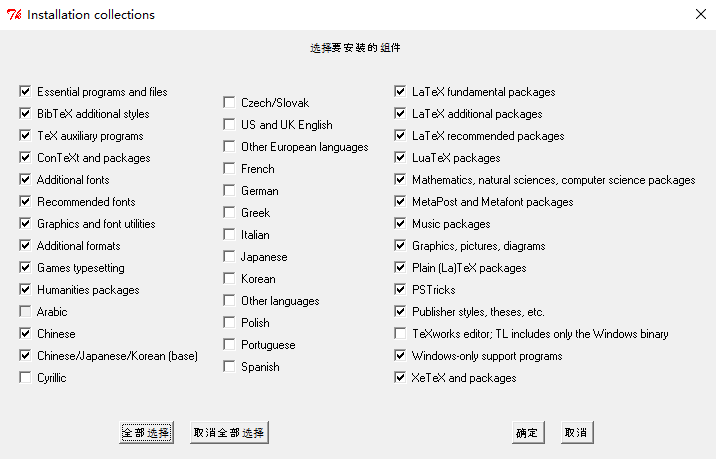 Installation collections
选择要安装的组件
Essential programs and files
BibTeX additional styles
TeX auxiliary programs
ConTeXt and packages
Additional fonts
Recommended fonts
Graphics and font utilities
Additional formats
Games typesetting
Humanities packages
Arabic
Chinese
Chinese/Japanese/Korean (base)
Cyrillic
Czech/Slovak
US and UK English
Other European languages
French
German
Greek
Italian
Japanese
Korean
Other languages
Polish
Portuguese
Spanish
LaTeX fundamental packages
LaTeX additional packages
LaTeX recommended packages
LuaTeX packages
Mathematics, natural sciences, computer science packages
MetaPost and Metafont packages
Music packages
Graphics, pictures, diagrams
Plain (La)TeX packages
PSTricks
Publisher styles, theses, etc.
TeXworks editor; TL includes only the Windows binary
Windows-only support programs
XeTeX and packages
全部选择
取消全部选择
确定
取消